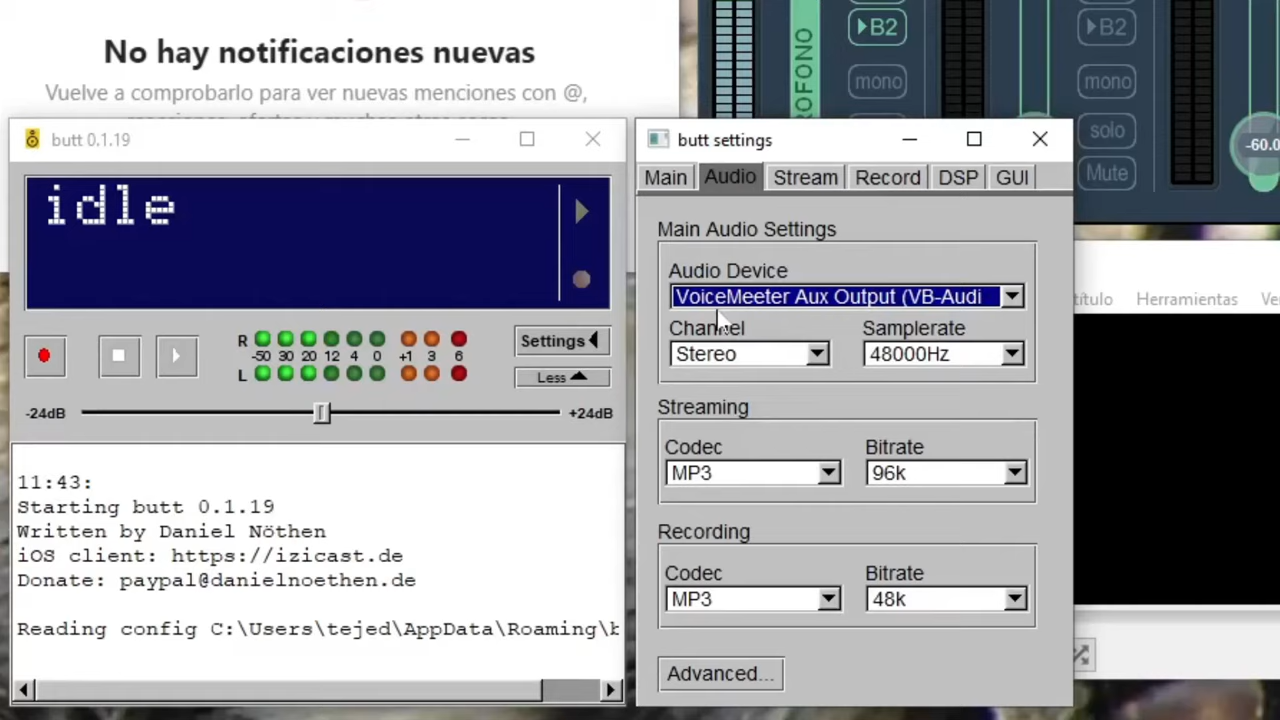 No hay notificaciones nuevas
Vuelve a comprobarlo para ver nuevas menciones con @,
butt 0.1.19
idle
R
-50 30 20 12 4 0 +1 3 6
L
Settings
Less
-24dB
+24dB
11:43:
Starting butt 0.1.19
Written by Daniel Nöthen
iOS client: https://izicast.de
Donate: paypal@danielnoethen.de
Reading config C:\Users\tejed\AppData\Roaming\b
butt settings
Main Audio Stream Record DSP GUI
Main Audio Settings
Audio Device
VoiceMeeter Aux Output (VB-Audi
Channel
Samplerate
Stereo
48000Hz
Streaming
Codec
Bitrate
MP3
96k
Recording
Codec
Bitrate
MP3
48k
Advanced...
B2
mono
B2
mono
solo
Mute
-60.0
Herramientas